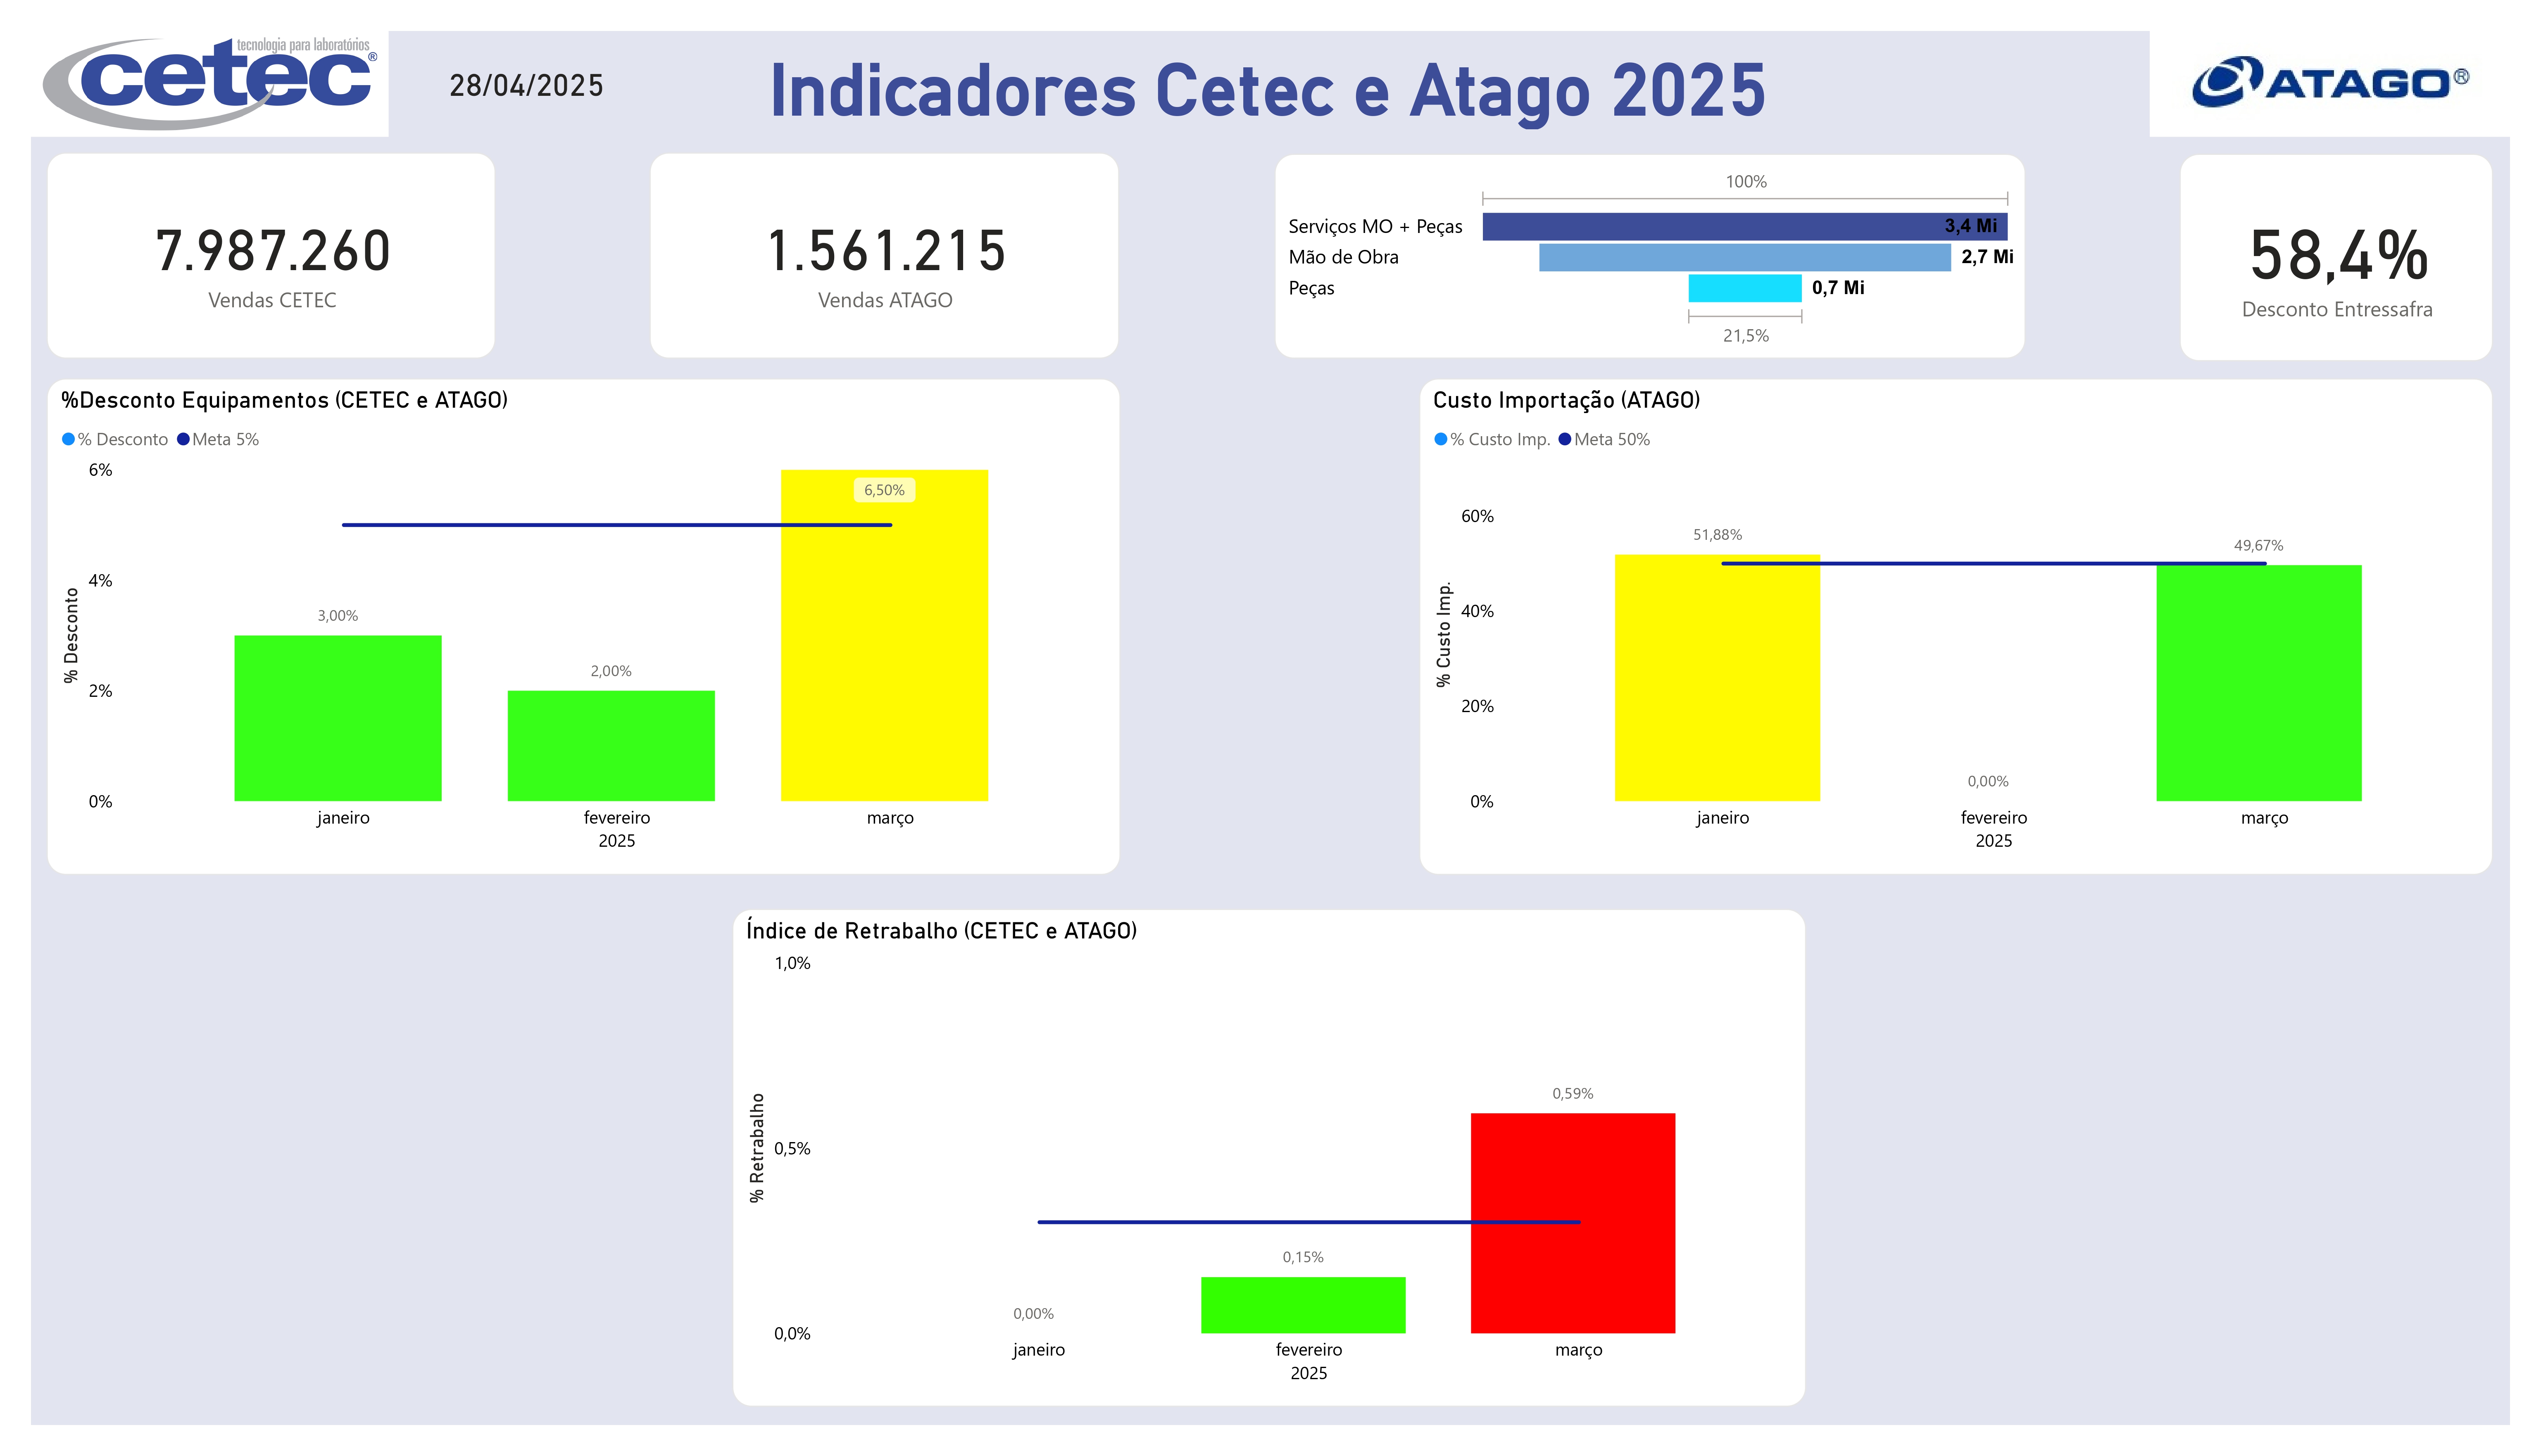 tecnologia para laboratórios
cetec®
28/04/2025
Indicadores Cetec e Atago 2025
ATAGO®
7.987.260
Vendas CETEC
1.561.215
Vendas ATAGO
100%
Serviços MO + Peças
3,4 Mi
Mão de Obra
2,7 Mi
Peças
0,7 Mi
21,5%
58,4%
Desconto Entressafra
%Desconto Equipamentos (CETEC e ATAGO)
% Desconto Meta 5%
% Desconto
6%
4%
2%
0%
3,00%
2,00%
6,50%
janeiro
fevereiro
março
2025
Custo Importação (ATAGO)
% Custo Imp. Meta 50%
% Custo Imp.
60%
40%
20%
0%
51,88%
0,00%
49,67%
janeiro
fevereiro
março
2025
Índice de Retrabalho (CETEC e ATAGO)
% Retrabalho
1,0%
0,5%
0,0%
0,00%
0,15%
0,59%
janeiro
fevereiro
março
2025